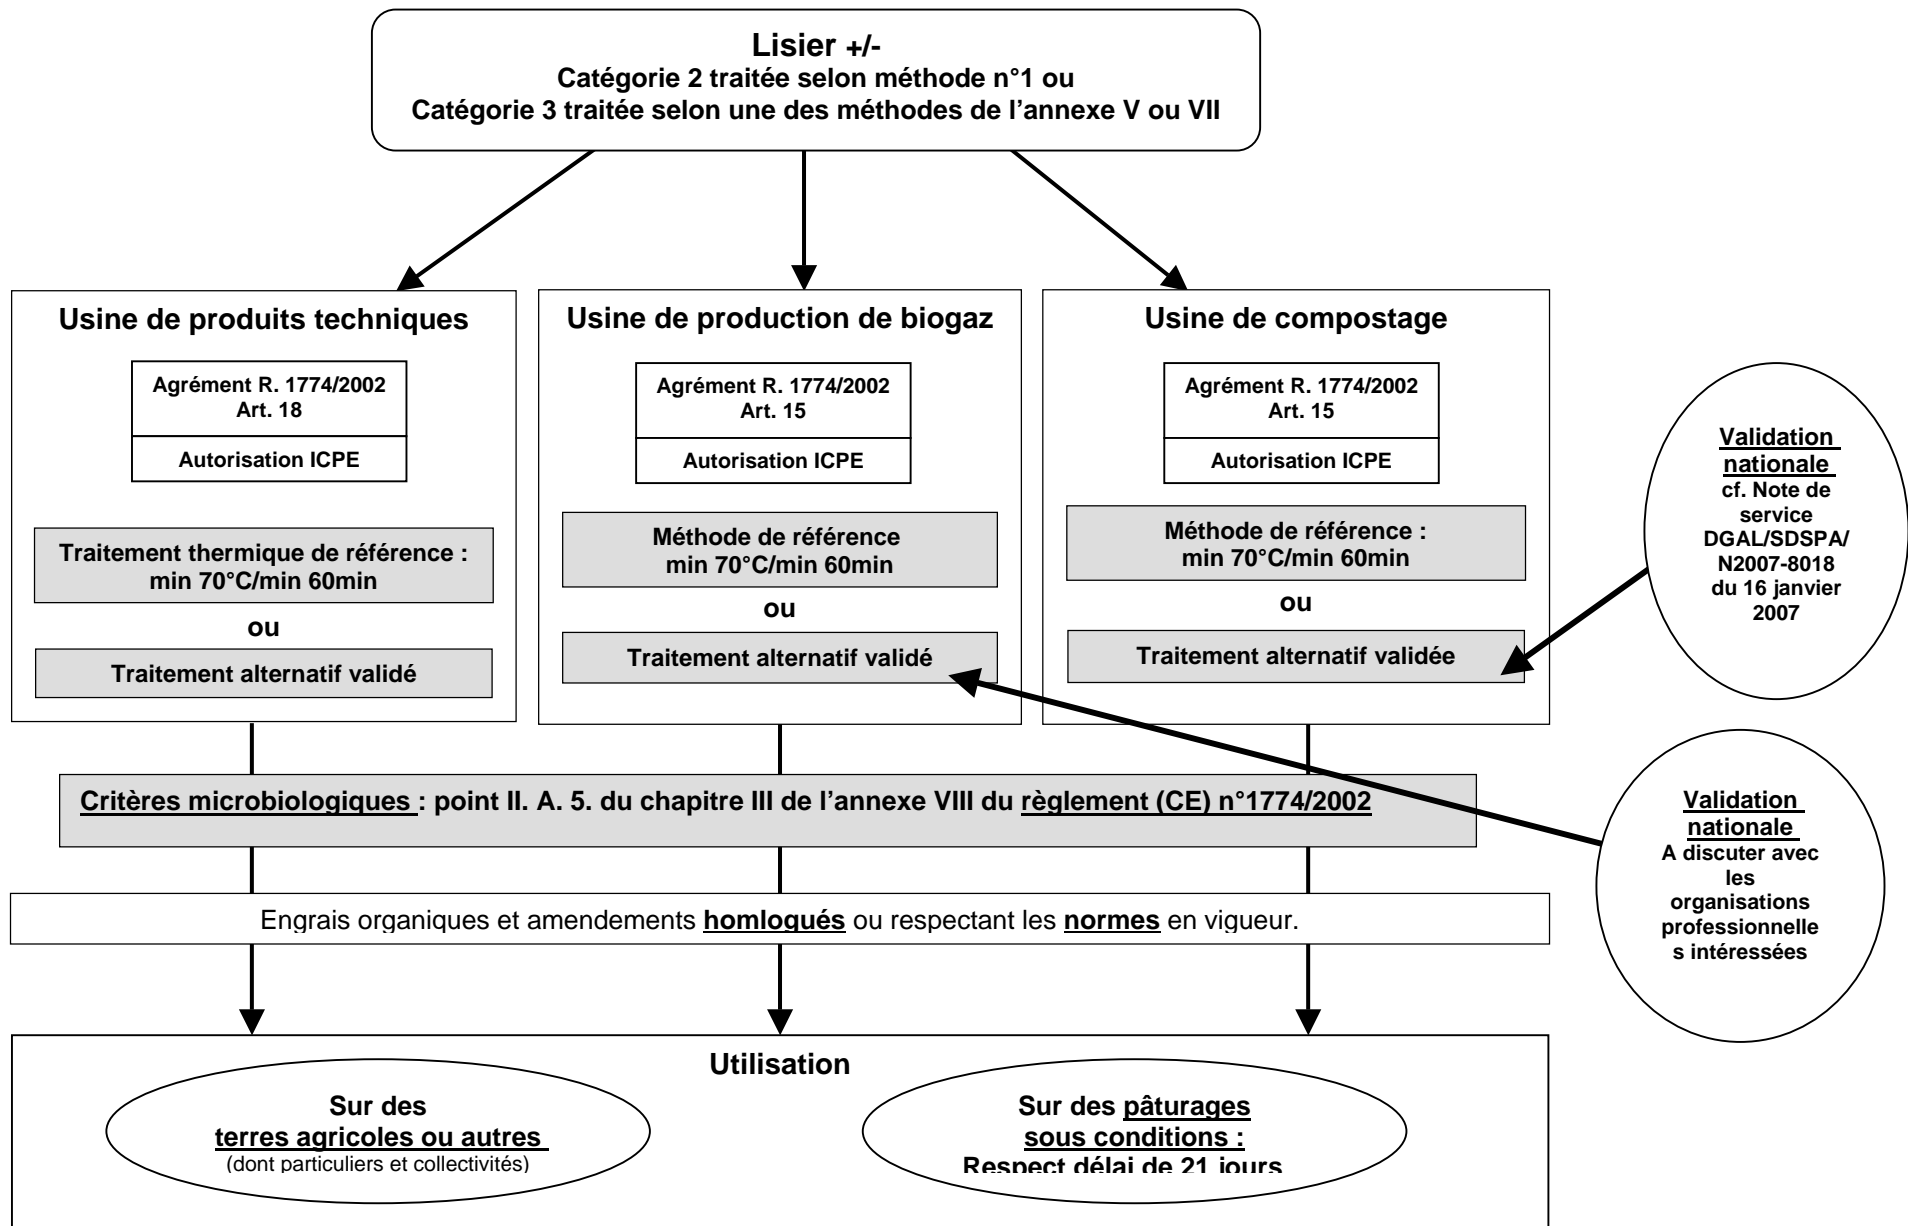 Lisier +/-
Catégorie 2 traitée selon méthode n°1 ou
Catégorie 3 traitée selon une des méthodes de l'annexe V ou VII
Usine de produits techniques
Agrément R. 1774/2002
Art. 18
Autorisation ICPE
Traitement thermique de référence :
min 70°C/min 60min
ou
Traitement alternatif validé
Usine de production de biogaz
Agrément R. 1774/2002
Art. 15
Autorisation ICPE
Méthode de référence
min 70°C/min 60min
ou
Traitement alternatif validé
Usine de compostage
Agrément R. 1774/2002
Art. 15
Autorisation ICPE
Méthode de référence :
min 70°C/min 60min
ou
Traitement alternatif validée
Validation
nationale
cf. Note de
service
DGAL/SDSPA/
N2007-8018
du 16 janvier
2007
Critères microbiologiques : point II. A. 5. du chapitre III de l'annexe VIII du règlement (CE) n°1774/2002
Validation
nationale
A discuter avec
les
organisations
professionnelle
s intéressées
Engrais organiques et amendements homlogués ou respectant les normes en vigueur.
Utilisation
Sur des
terres agricoles ou autres
(dont particuliers et collectivités)
Sur des pâturages
sous conditions :
Respect délai de 21 jours